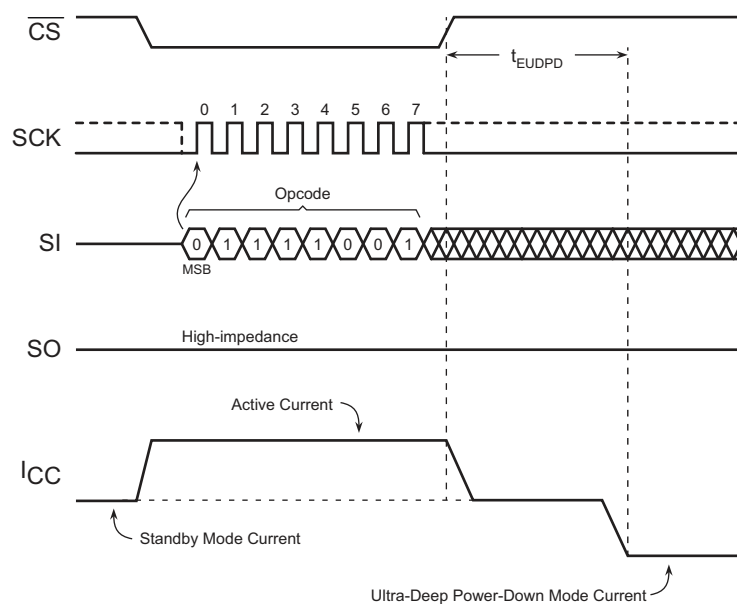 CS
tEUDPD
0 1 2 3 4 5 6 7
SCK
Opcode
SI
0 1 1 1 1 0 0 1
MSB
High-impedance
SO
Active Current
ICC
Standby Mode Current
Ultra-Deep Power-Down Mode Current